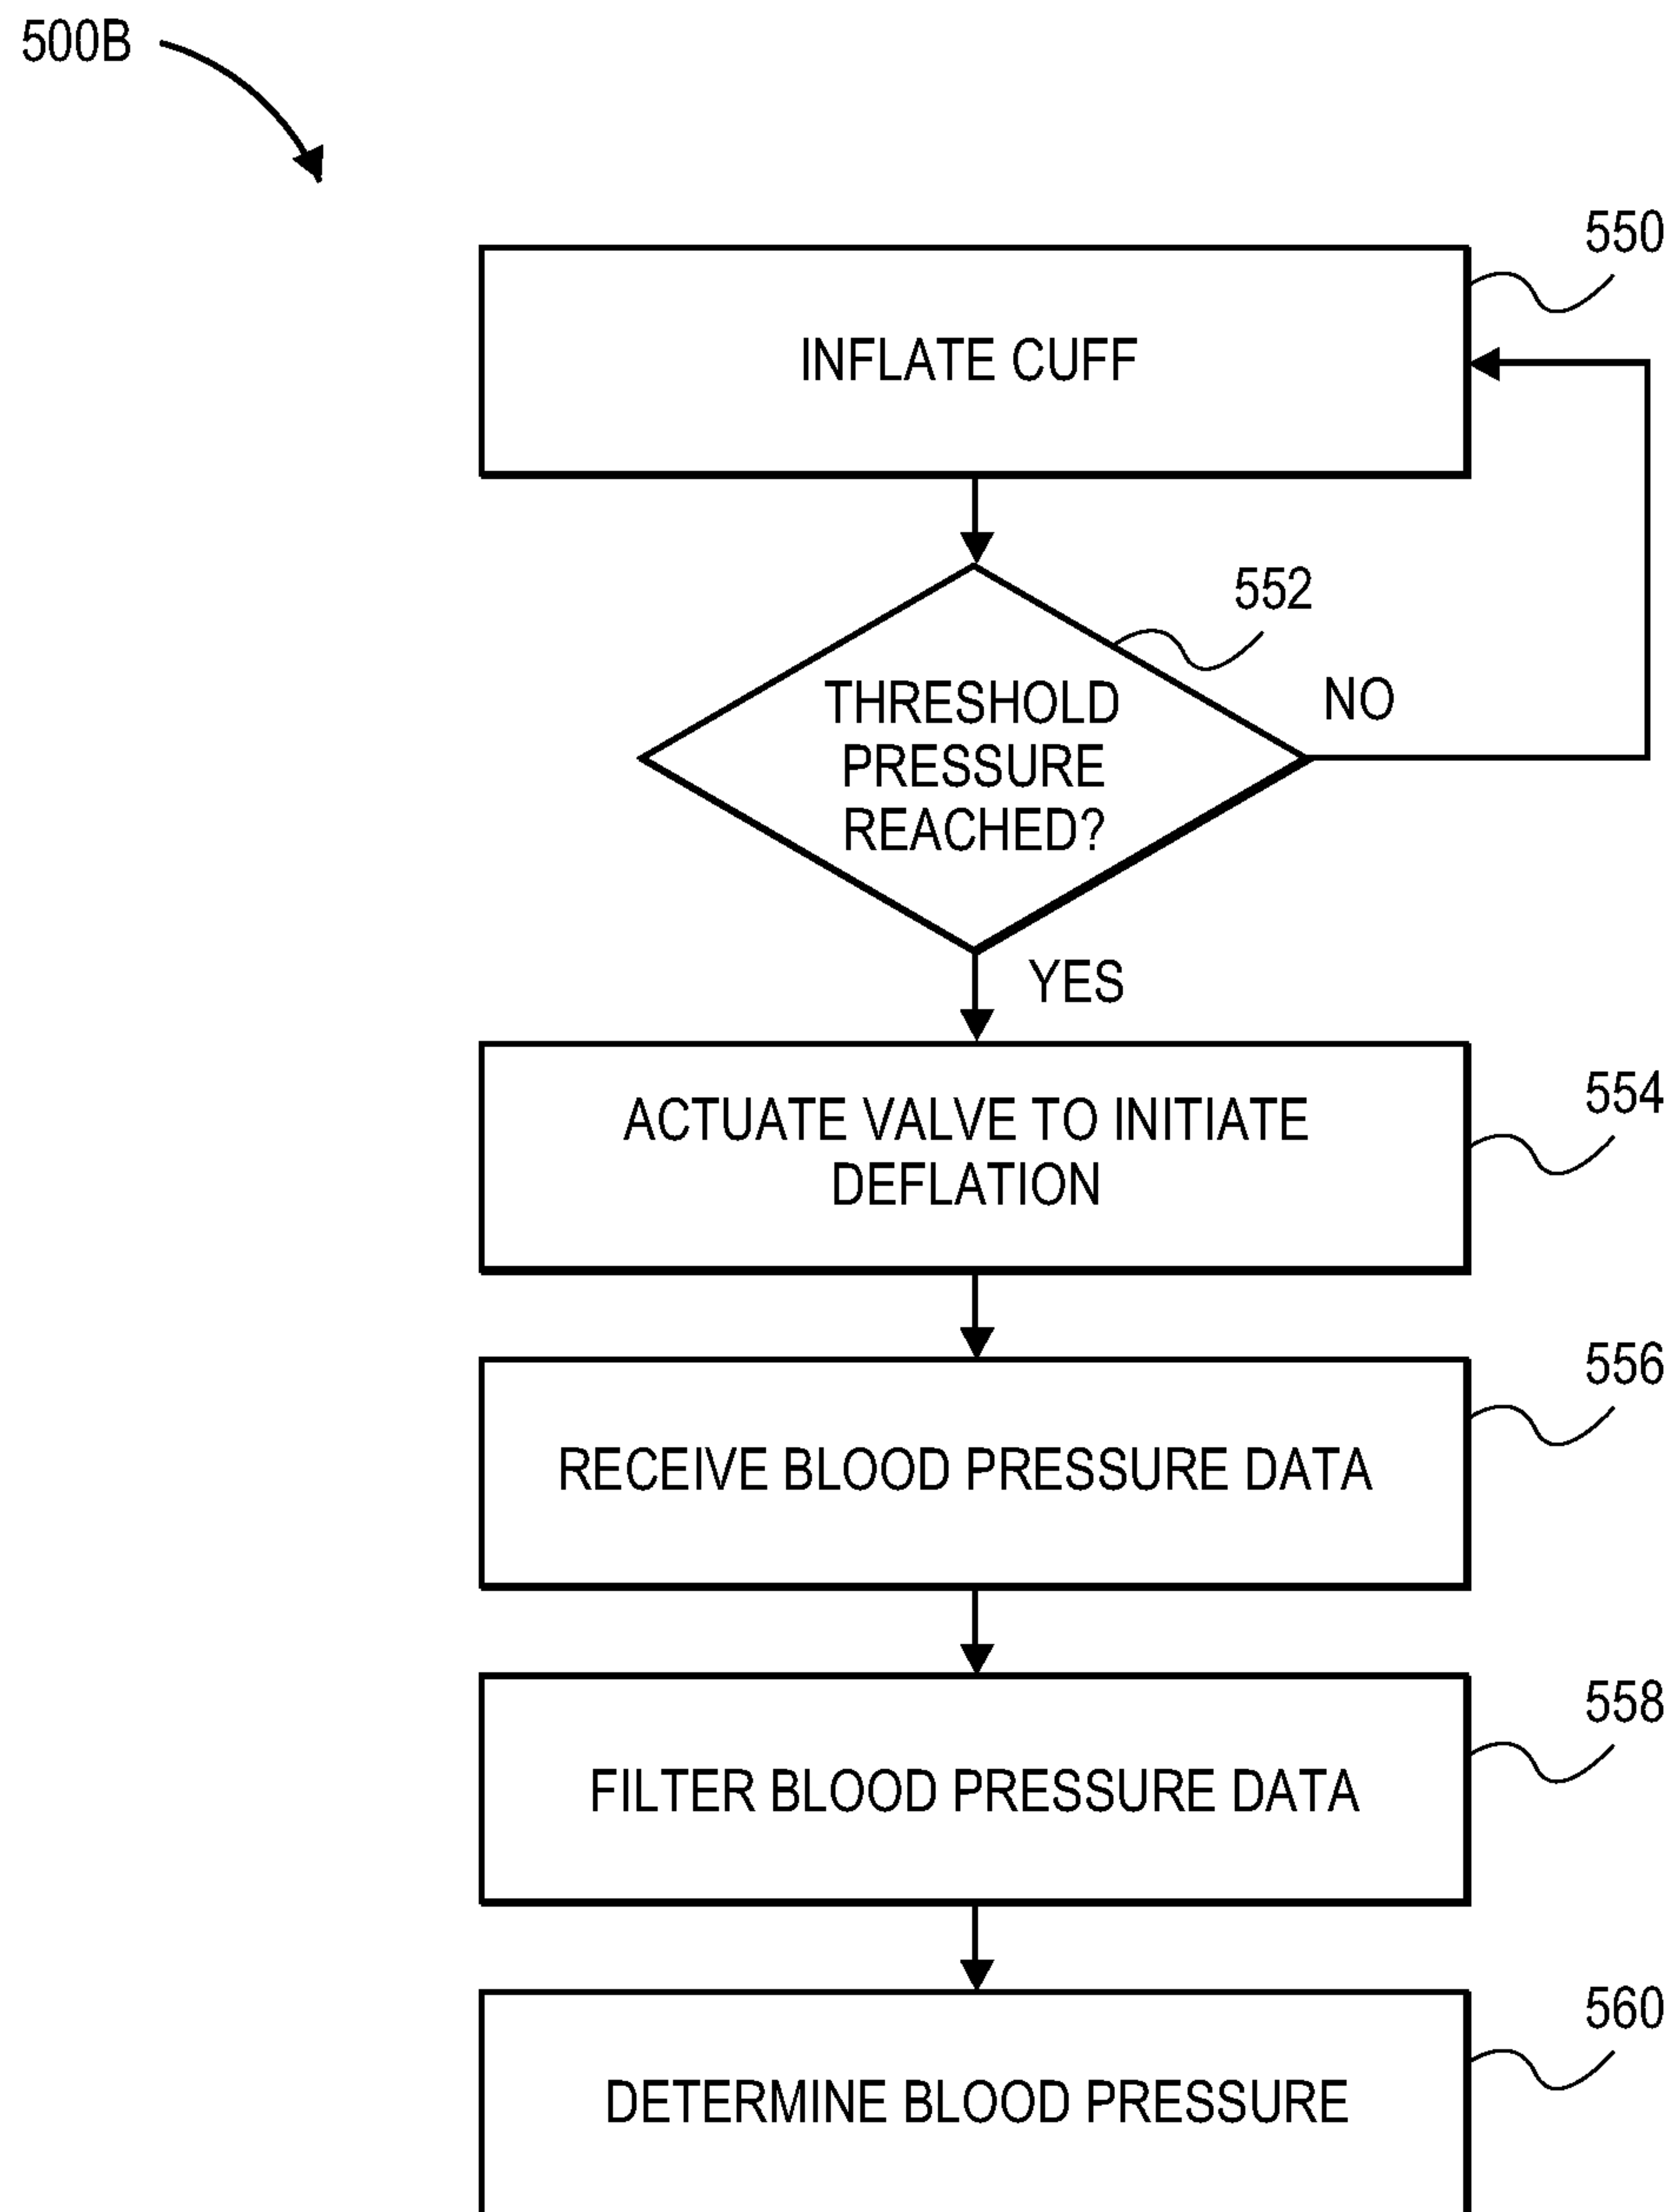 500B
550
INFLATE CUFF
552
THRESHOLD
PRESSURE
REACHED?
NO
YES
554
ACTUATE VALVE TO INITIATE
DEFLATION
556
RECEIVE BLOOD PRESSURE DATA
558
FILTER BLOOD PRESSURE DATA
560
DETERMINE BLOOD PRESSURE